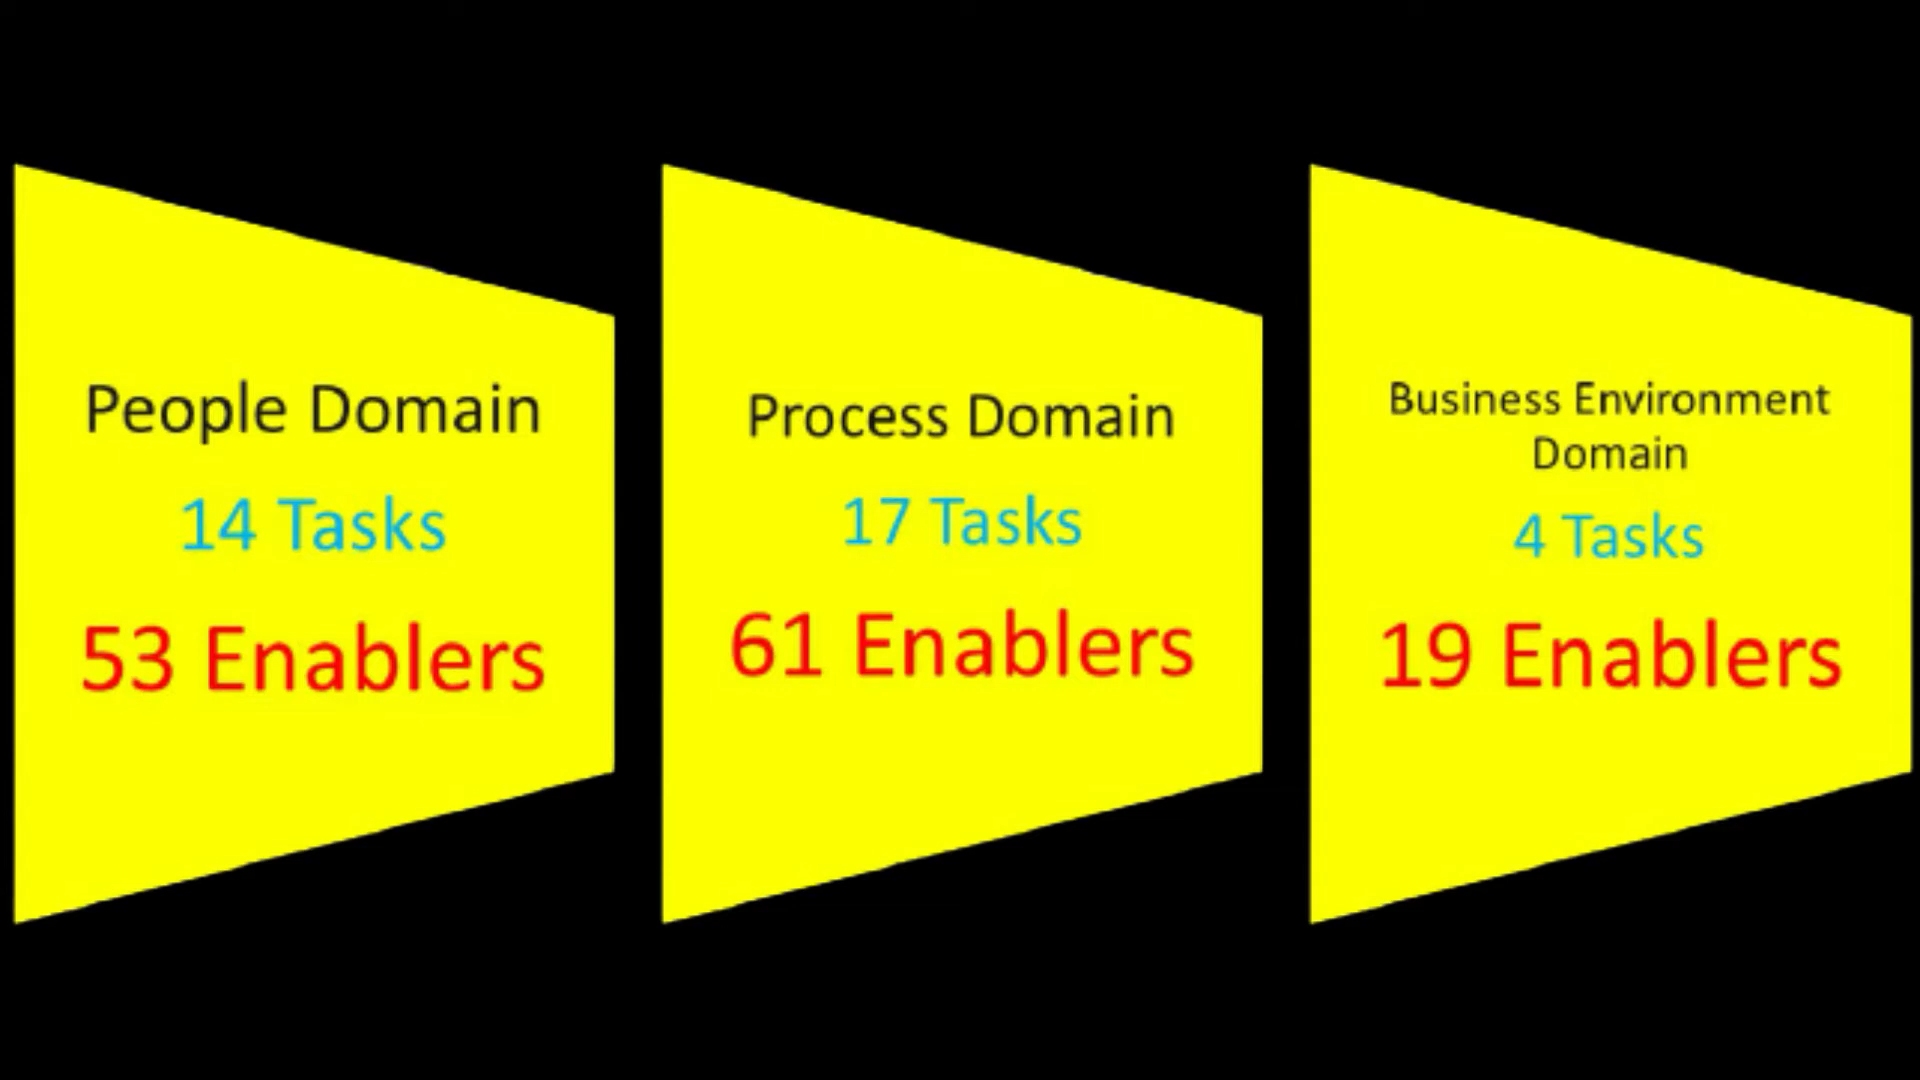 People Domain
14 Tasks
53 Enablers
Process Domain
17 Tasks
61 Enablers
Business Environment
Domain
4 Tasks
19 Enablers